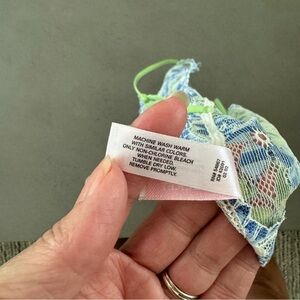 MACHINE WASH WARM
WITH SIMILAR COLORS.
ONLY NON-CHLORINE BLEACH
WHEN NEEDED.
TUMBLE DRY LOW.
REMOVE PROMPTLY.